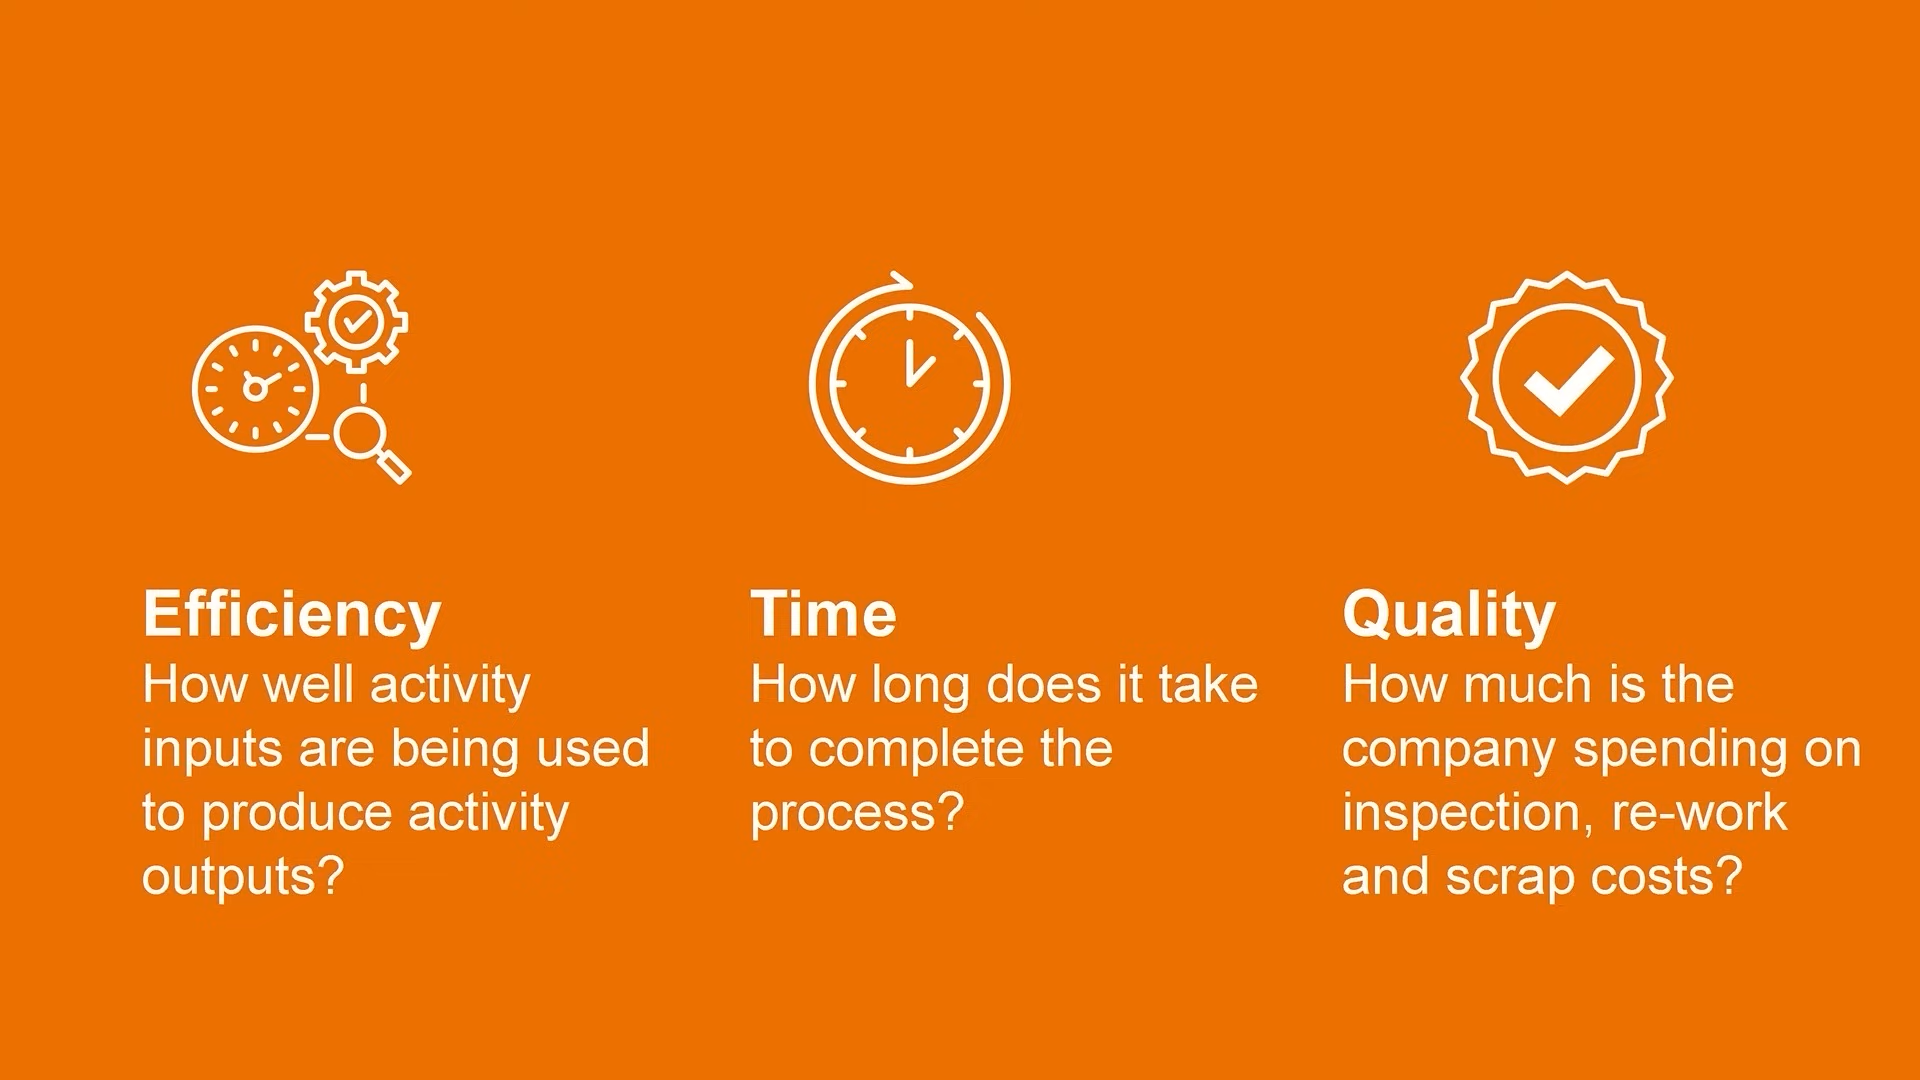 Efficiency
How well activity
inputs are being used
to produce activity
outputs?
Time
How long does it take
to complete the
process?
Quality
How much is the
company spending on
inspection, re-work
and scrap costs?